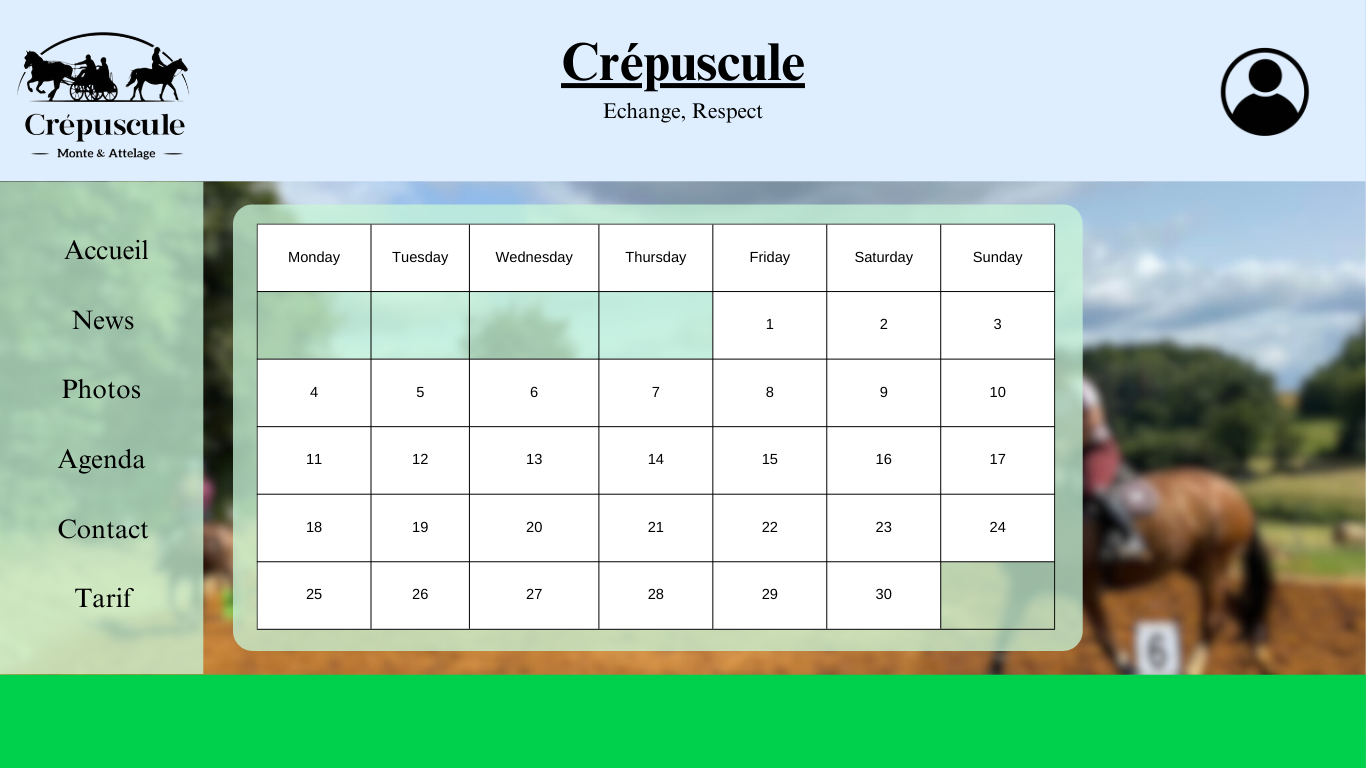 Crépuscule
Monte & Attelage
Crépuscule
Echange, Respect
Accueil
News
Photos
Agenda
Contact
Tarif
Monday Tuesday Wednesday Thursday Friday Saturday Sunday
1 2 3
4 5 6 7 8 9 10
11 12 13 14 15 16 17
18 19 20 21 22 23 24
25 26 27 28 29 30
6